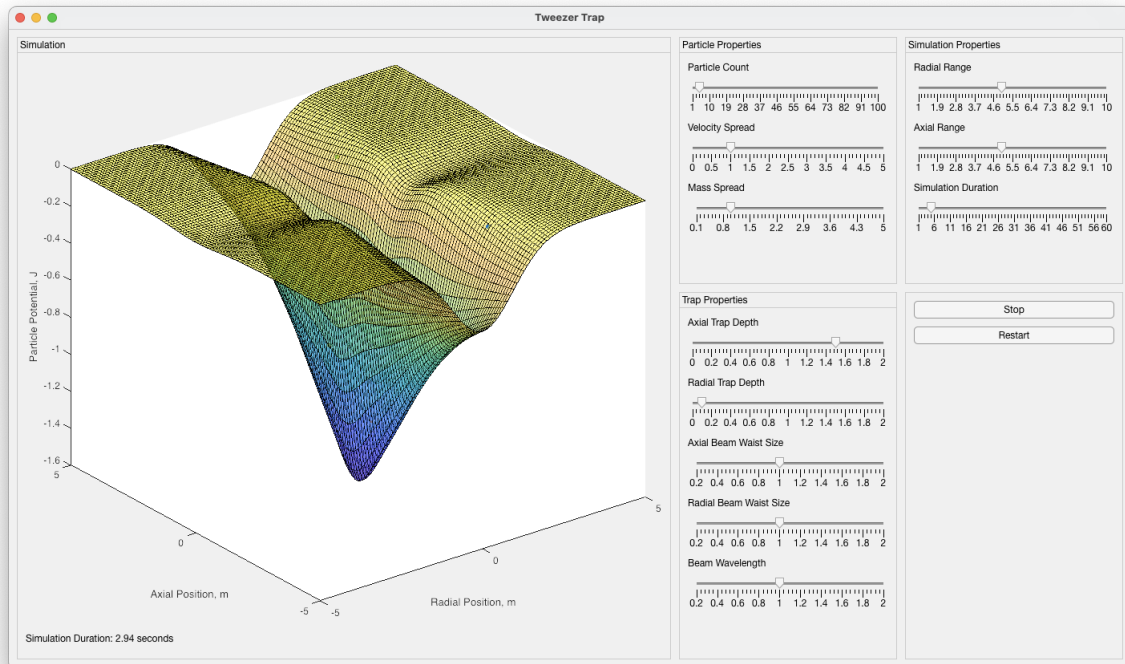 Tweezer Trap
Simulation
0
-0.2
-0.4
-0.6
-0.8
-1
-1.2
-1.4
-1.6
Particle Potential, J
5
0
-5
Axial Position, m
-5
0
5
Radial Position, m
Simulation Duration: 2.94 seconds
Particle Properties
Particle Count
1 10 19 28 37 46 55 64 73 82 91 100
Velocity Spread
0 0.5 1 1.5 2 2.5 3 3.5 4 4.5 5
Mass Spread
0.1 0.8 1.5 2.2 2.9 3.6 4.3 5
Simulation Properties
Radial Range
1 1.9 2.8 3.7 4.6 5.5 6.4 7.3 8.2 9.1 10
Axial Range
1 1.9 2.8 3.7 4.6 5.5 6.4 7.3 8.2 9.1 10
Simulation Duration
1 6 11 16 21 26 31 36 41 46 51 56 60
Trap Properties
Axial Trap Depth
0 0.2 0.4 0.6 0.8 1 1.2 1.4 1.6 1.8 2
Radial Trap Depth
0 0.2 0.4 0.6 0.8 1 1.2 1.4 1.6 1.8 2
Axial Beam Waist Size
0.2 0.4 0.6 0.8 1 1.2 1.4 1.6 1.8 2
Radial Beam Waist Size
0.2 0.4 0.6 0.8 1 1.2 1.4 1.6 1.8 2
Beam Wavelength
0.2 0.4 0.6 0.8 1 1.2 1.4 1.6 1.8 2
Stop
Restart